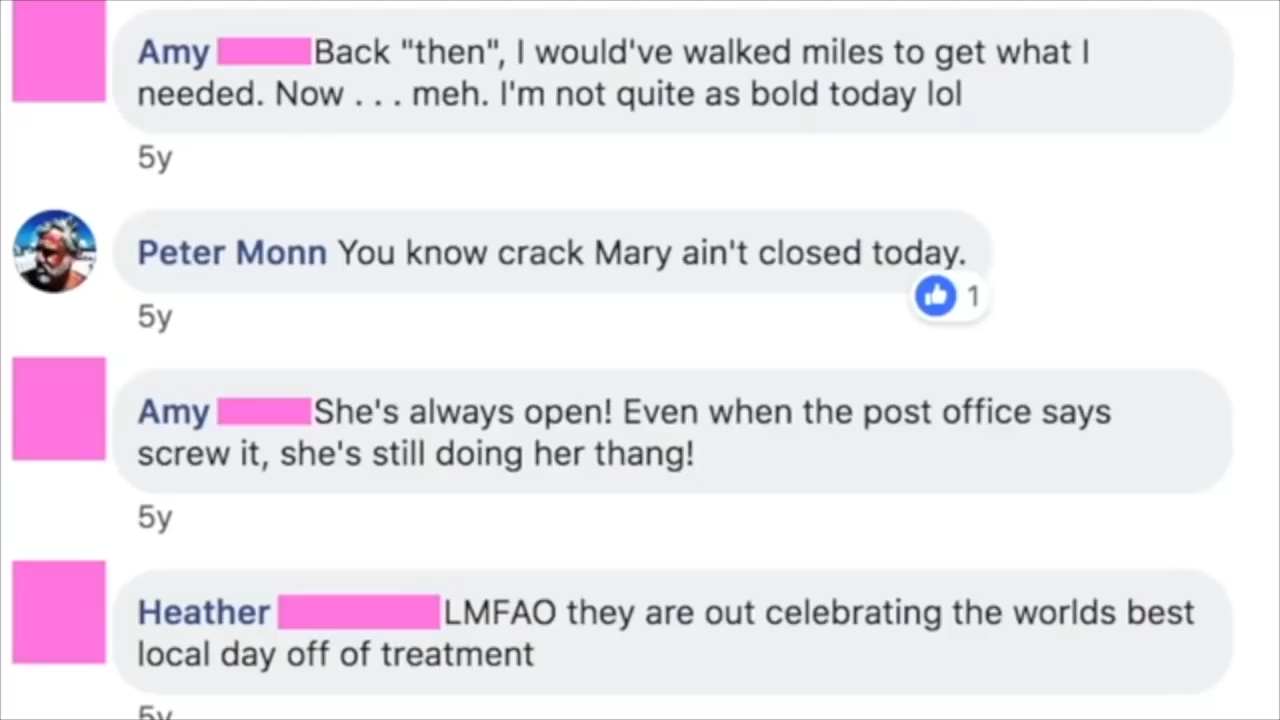 Amy Back "then", I would've walked miles to get what I
needed. Now . . . meh. I'm not quite as bold today lol
5y
Peter Monn You know crack Mary ain't closed today.
1
5y
Amy She's always open! Even when the post office says
screw it, she's still doing her thang!
5y
Heather LMFAO they are out celebrating the worlds best
local day off of treatment
5y